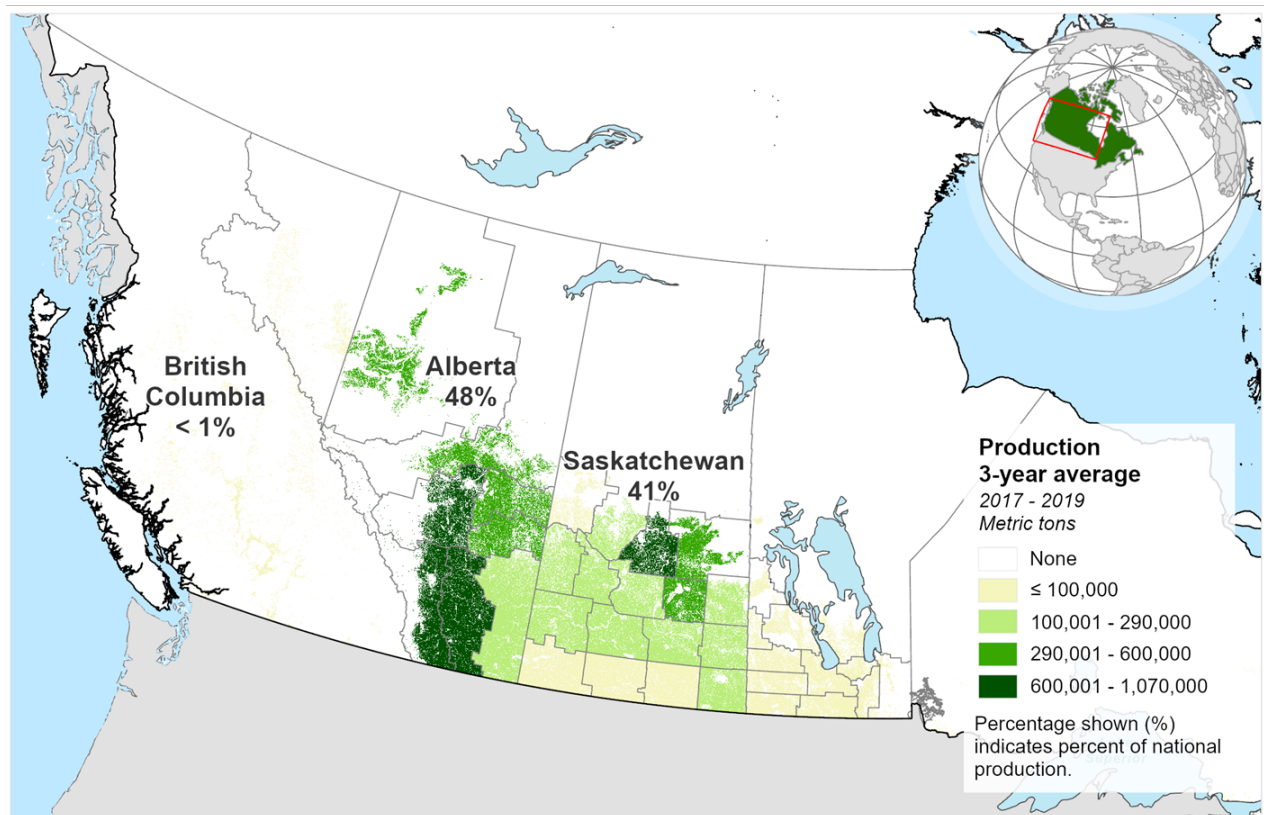 British
Columbia
< 1%
Alberta
48%
Saskatchewan
41%
Production
3-year average
2017 - 2019
Metric tons
None
≤ 100,000
100,001 - 290,000
290,001 - 600,000
600,001 - 1,070,000
Percentage shown (%)
indicates percent of national
production.
Superior